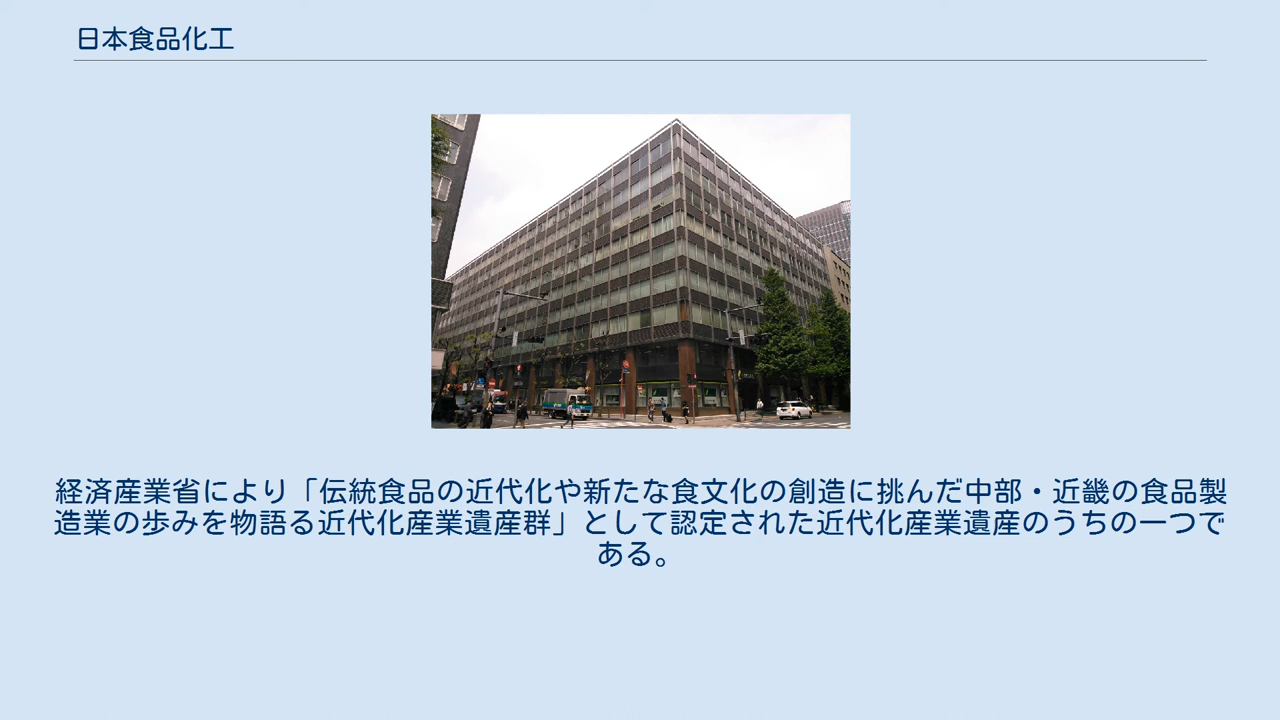 日本食品化工
経済産業省により「伝統食品の近代化や新たな食文化の創造に挑んだ中部・近畿の食品製
造業の歩みを物語る近代化産業遺産群」として認定された近代化産業遺産のうちの一つで
ある。